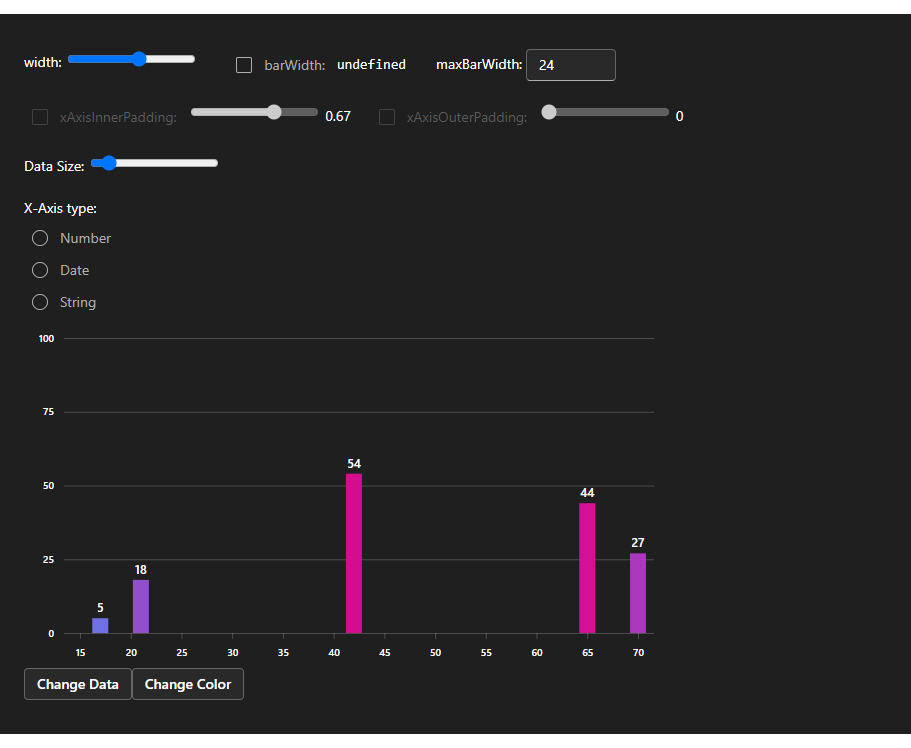 width: barWidth: undefined maxBarWidth: 24
xAxisInnerPadding: 0.67 xAxisOuterPadding: 0
Data Size:
X-Axis type:
Number
Date
String
100
75
54
50
44
27
25
18
5
0
15 20 25 30 35 40 45 50 55 60 65 70
Change Data Change Color